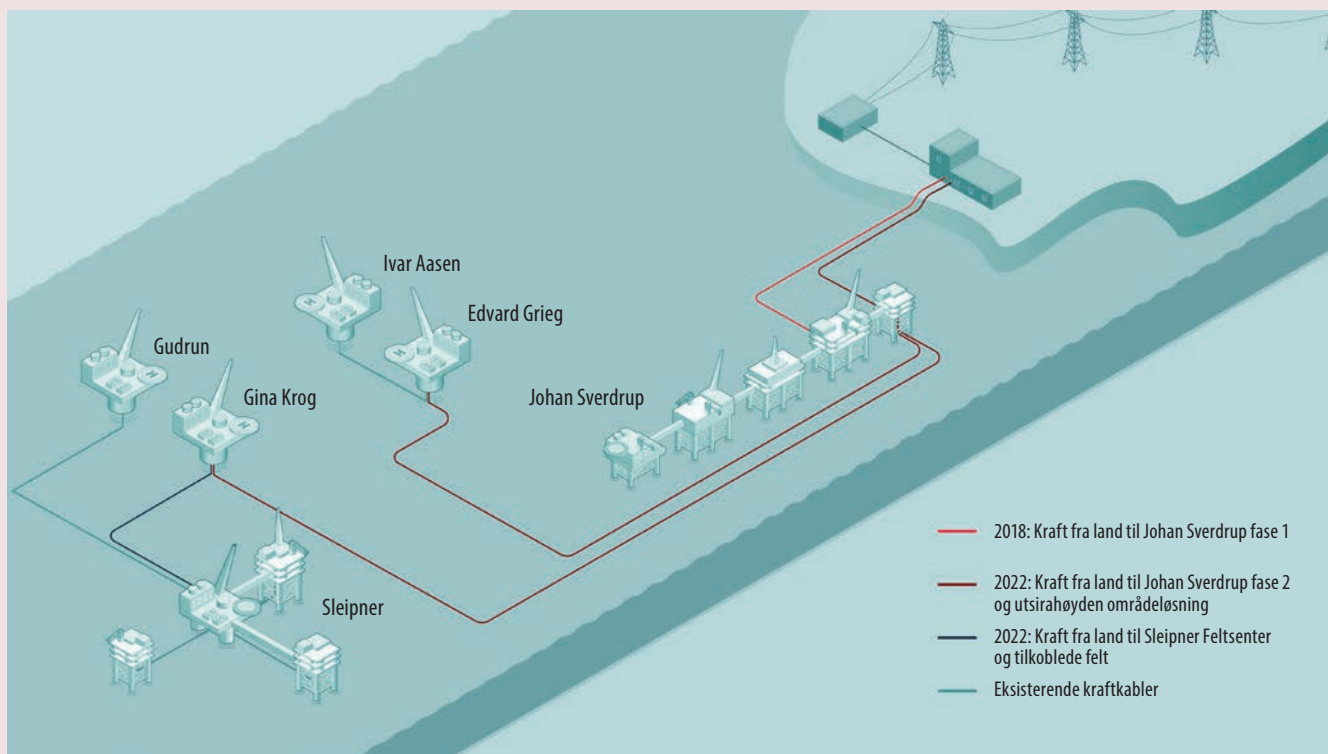 Ivar Aasen
Edvard Grieg
Gudrun
Gina Krog
Johan Sverdrup
Sleipner
2018: Kraft fra land til Johan Sverdrup fase 1
2022: Kraft fra land til Johan Sverdrup fase 2
og utsirahøyden områdeløsning
2022: Kraft fra land til Sleipner Feltsenter
og tilkoblede felt
Eksisterende kraftkabler